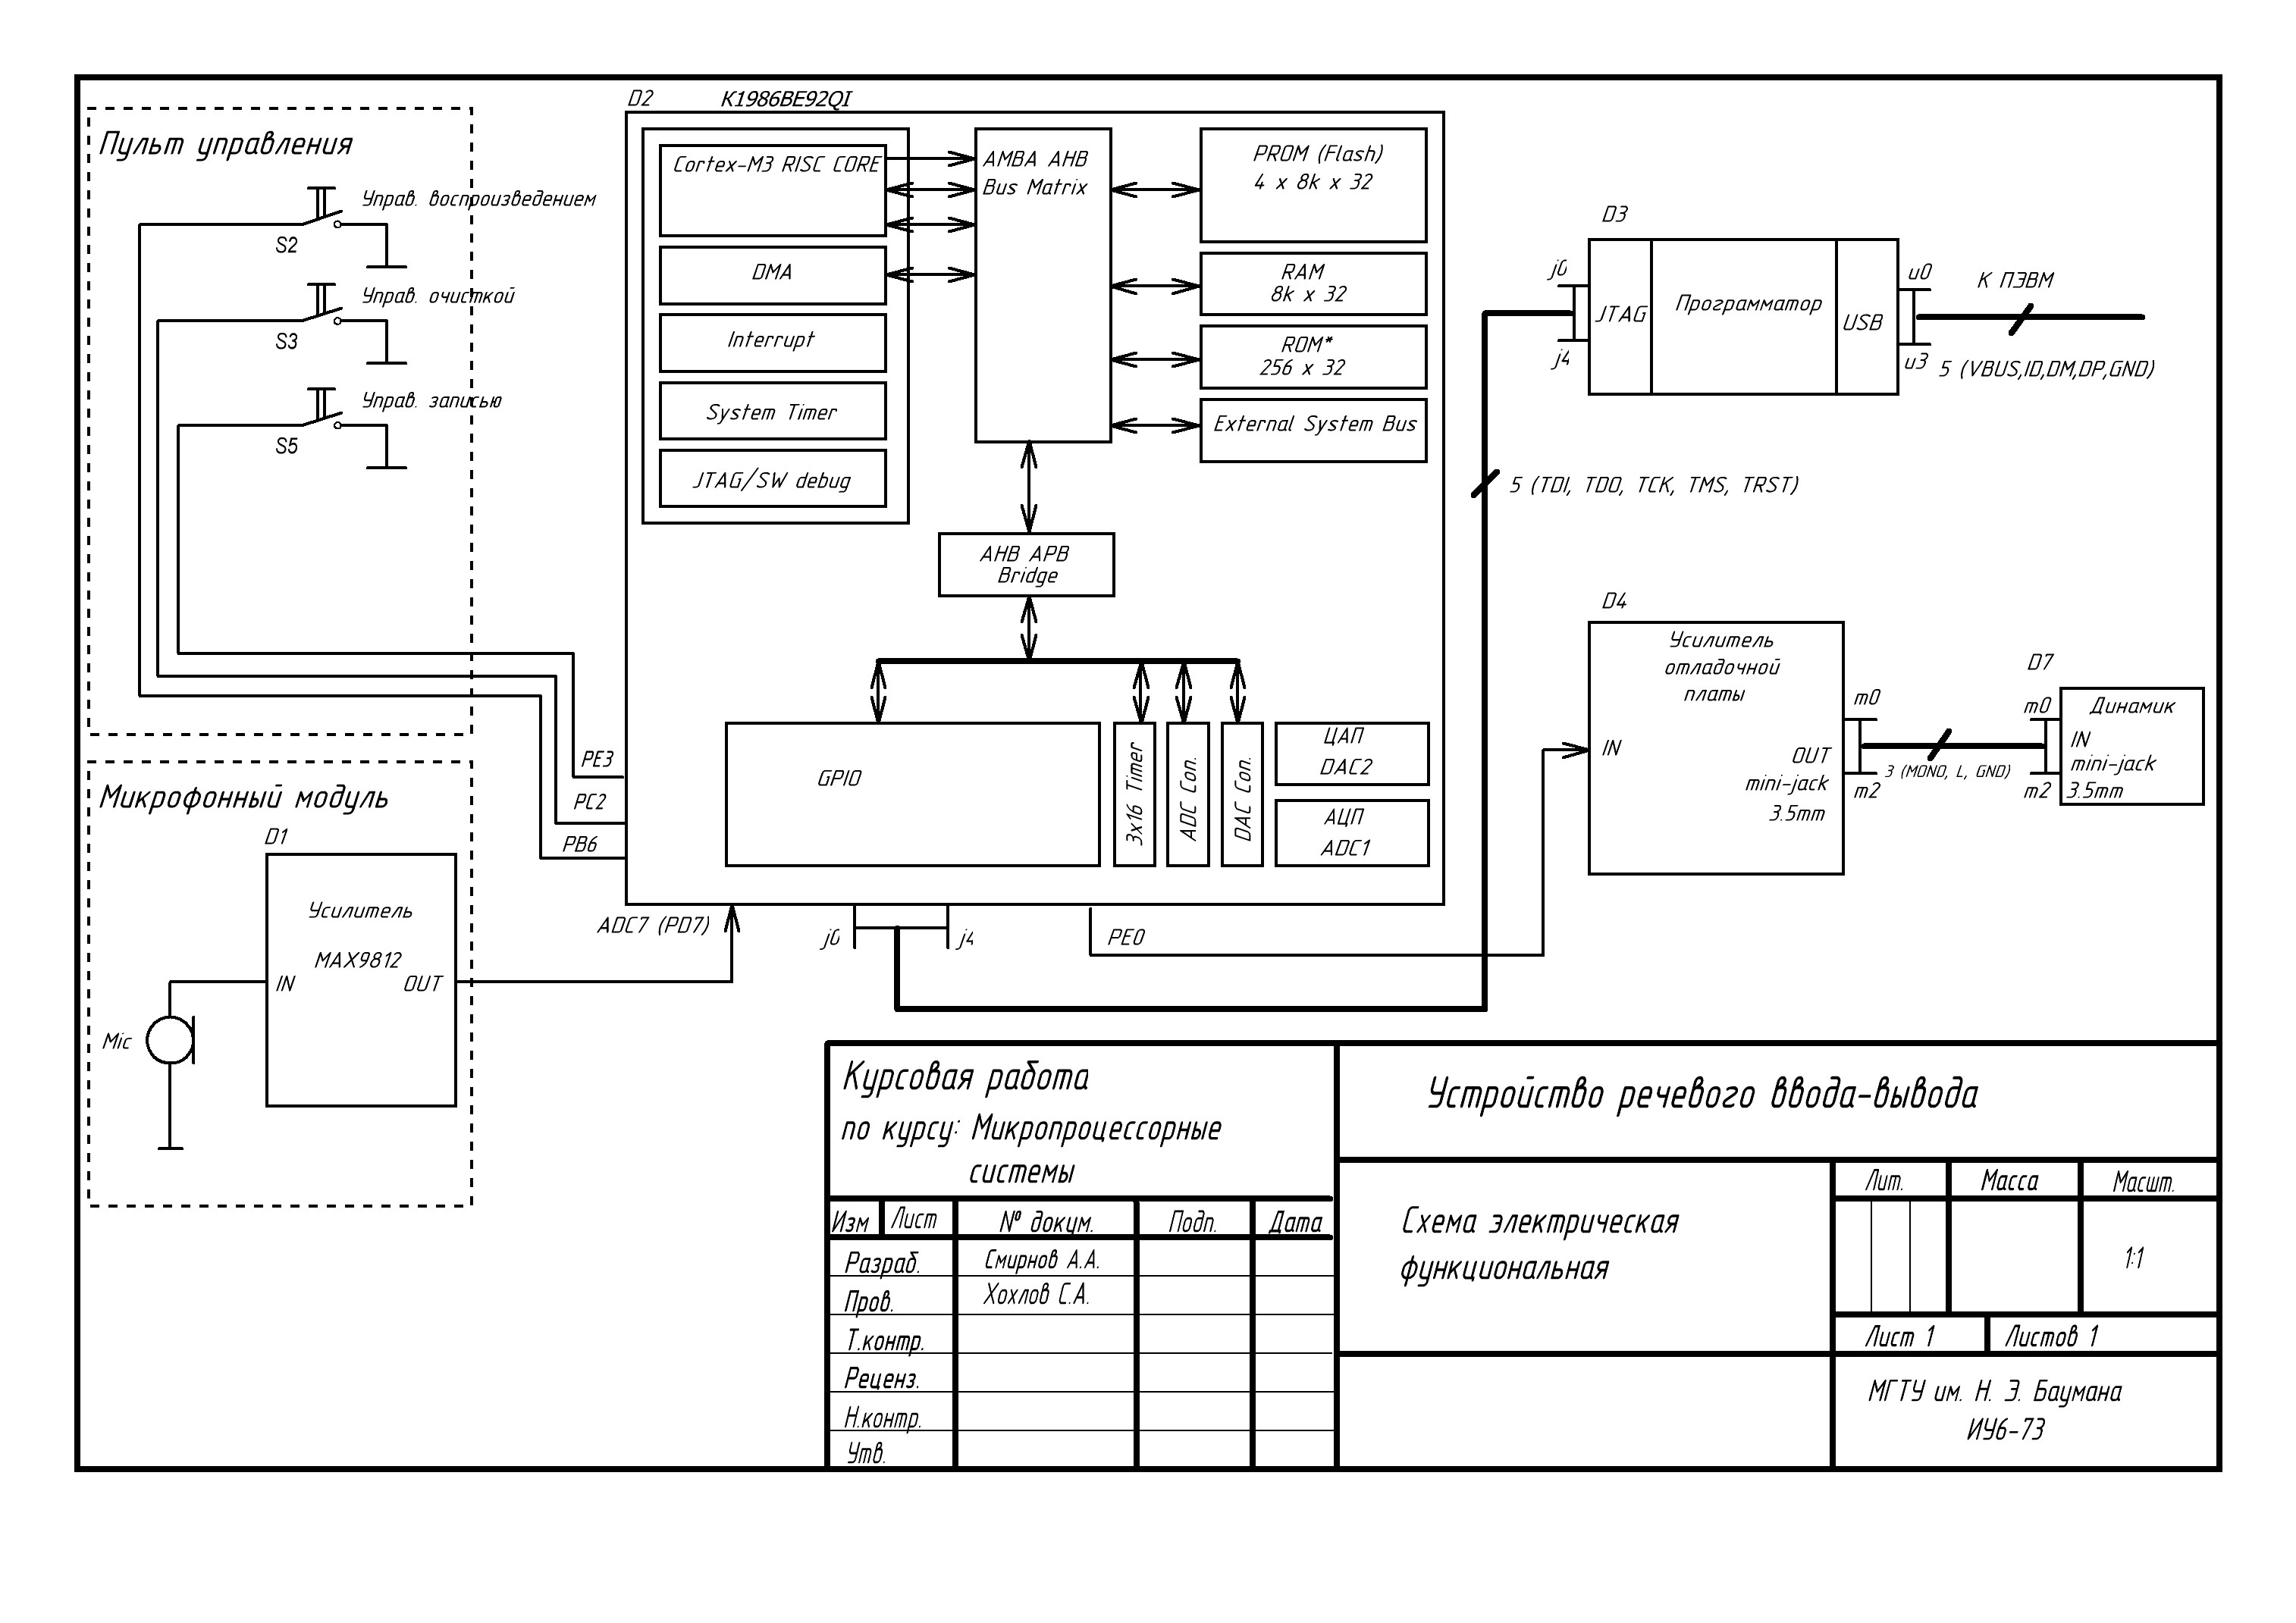 Пульт управления
Управ. воспроизведением
S2
Управ. очисткой
S3
Управ. записью
S5
PE3
PC2
PB6
Микрофонный модуль
D1
Усилитель
MAX9812
IN
OUT
Mic
D2
K1986BE92QI
Cortex-M3 RISC CORE
DMA
Interrupt
System Timer
JTAG/SW debug
AMBA AHB
Bus Matrix
PROM (Flash)
4 x 8k x 32
RAM
8k x 32
ROM*
256 x 32
External System Bus
AHB APB
Bridge
GPIO
3x16 Timer
ADC Con.
DAC Con.
ЦАП
DAC2
АЦП
ADC1
ADC7 (PD7)
j0
j4
PE0
D3
j0
j4
JTAG
Программатор
USB
u0
u3
К ПЭВМ
5 (VBUS,ID,DM,DP,GND)
5 (TDI, TDO, TCK, TMS, TRST)
D4
Усилитель
отладочной
платы
IN
OUT
mini-jack
3.5mm
m0
m2
3 (MONO, L, GND)
D7
m0
m2
Динамик
IN
mini-jack
3.5mm
Курсовая работа
по курсу: Микропроцессорные
системы
Изм Лист № докум. Подп. Дата
Разраб. Смирнов А.А.
Пров. Хохлов С.А.
Т.контр.
Реценз.
Н.контр.
Утв.
Устройство речевого ввода-вывода
Схема электрическая
функциональная
Лит. Масса Масшт.
1:1
Лист 1 Листов 1
МГТУ им. Н. Э. Баумана
ИУ6-73